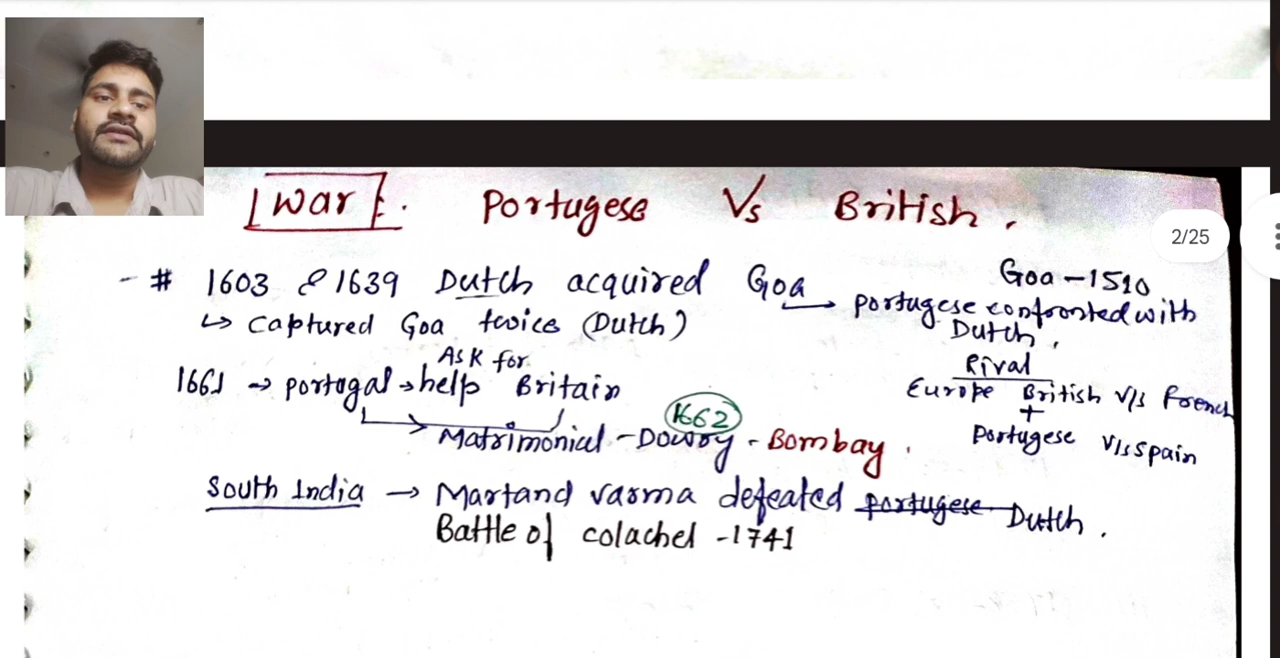 War : Portugese Vs British.
2/25
- # 1603 & 1639 Dutch acquired Goa
Goa - 1510
→ portugese confronted with Dutch.
↳ captured Goa twice (Dutch)
Rival
Europe British v/s French
+
Portugese v/s Spain
1661 → portugal → Ask for help Britain
1662
Matrimonial - Dowry - Bombay.
South India → Martand varma defeated portugese Dutch.
Battle of colachel - 1741